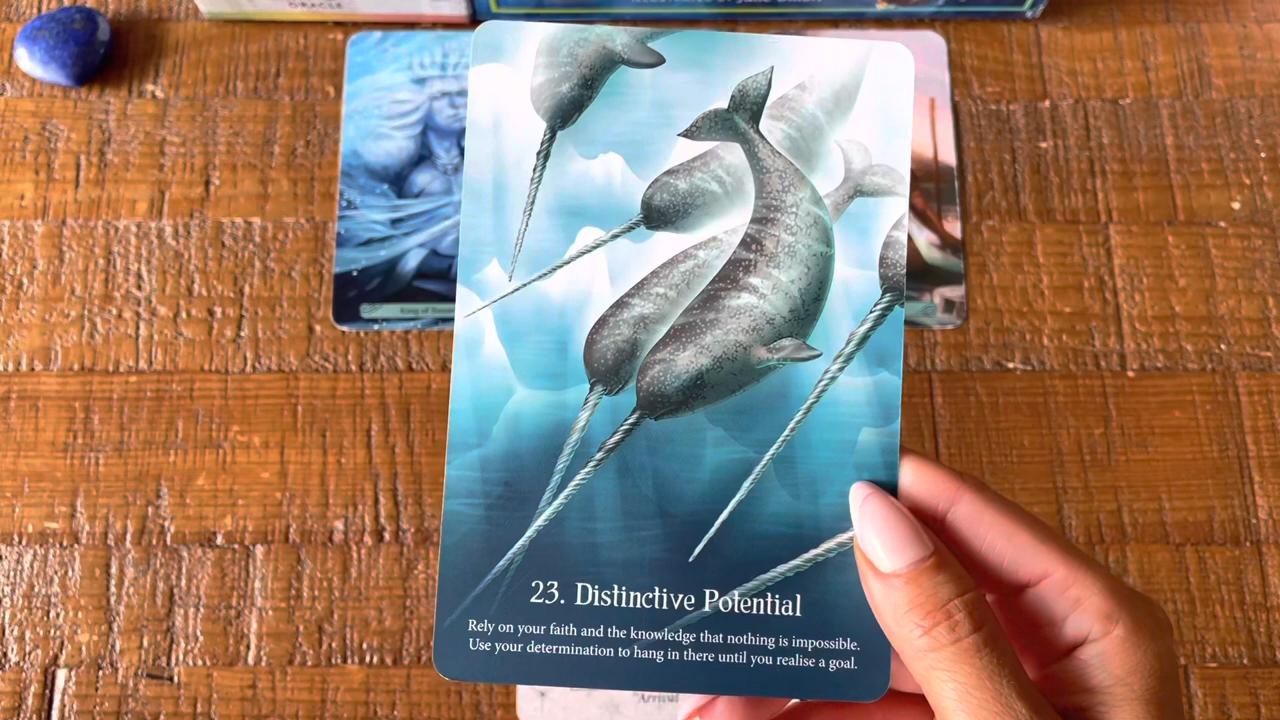 ORACLE
King of
23. Distinctive Potential
Rely on your faith and the knowledge that nothing is impossible.
Use your determination to hang in there until you realise a goal.
Arrival